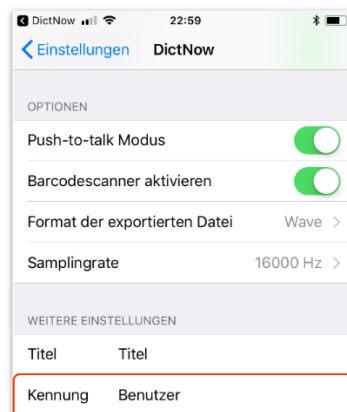 DictNow 22:59
Einstellungen DictNow
OPTIONEN
Push-to-talk Modus
Barcodescanner aktivieren
Format der exportierten Datei Wave
Samplingrate 16000 Hz
WEITERE EINSTELLUNGEN
Titel Titel
Kennung Benutzer